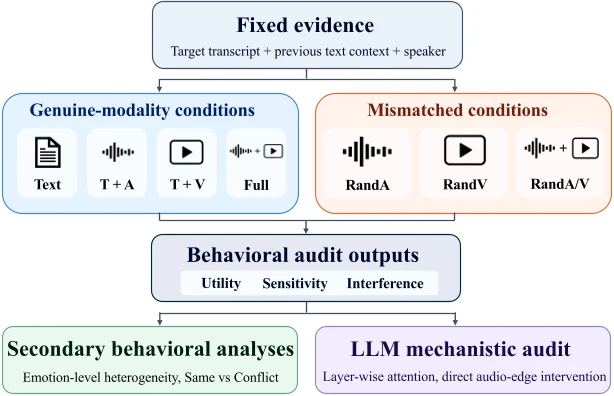 Fixed evidence
Target transcript + previous text context + speaker
Genuine-modality conditions
Text
T + A
T + V
+
Full
Mismatched conditions
RandA
RandV
+
RandA/V
Behavioral audit outputs
Utility Sensitivity Interference
Secondary behavioral analyses
Emotion-level heterogeneity, Same vs Conflict
LLM mechanistic audit
Layer-wise attention, direct audio-edge intervention